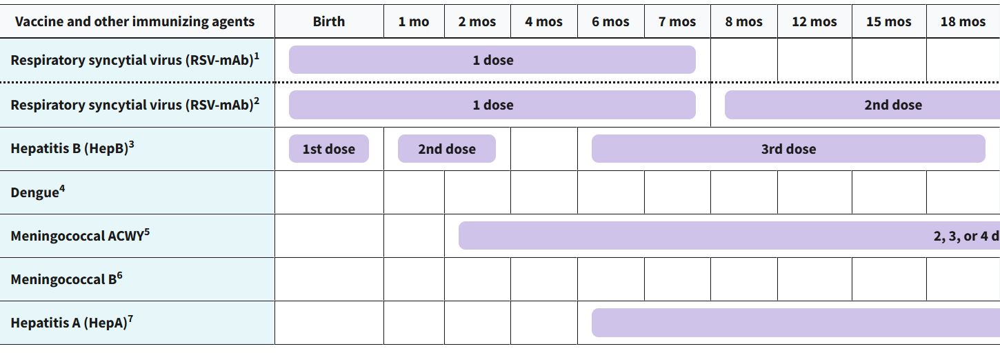 Vaccine and other immunizing agents Birth 1 mo 2 mos 4 mos 6 mos 7 mos 8 mos 12 mos 15 mos 18 mos
Respiratory syncytial virus (RSV-mAb)¹ 1 dose
Respiratory syncytial virus (RSV-mAb)² 1 dose 2nd dose
Hepatitis B (HepB)³ 1st dose 2nd dose 3rd dose
Dengue⁴
Meningococcal ACWY⁵ 2, 3, or 4 d
Meningococcal B⁶
Hepatitis A (HepA)⁷